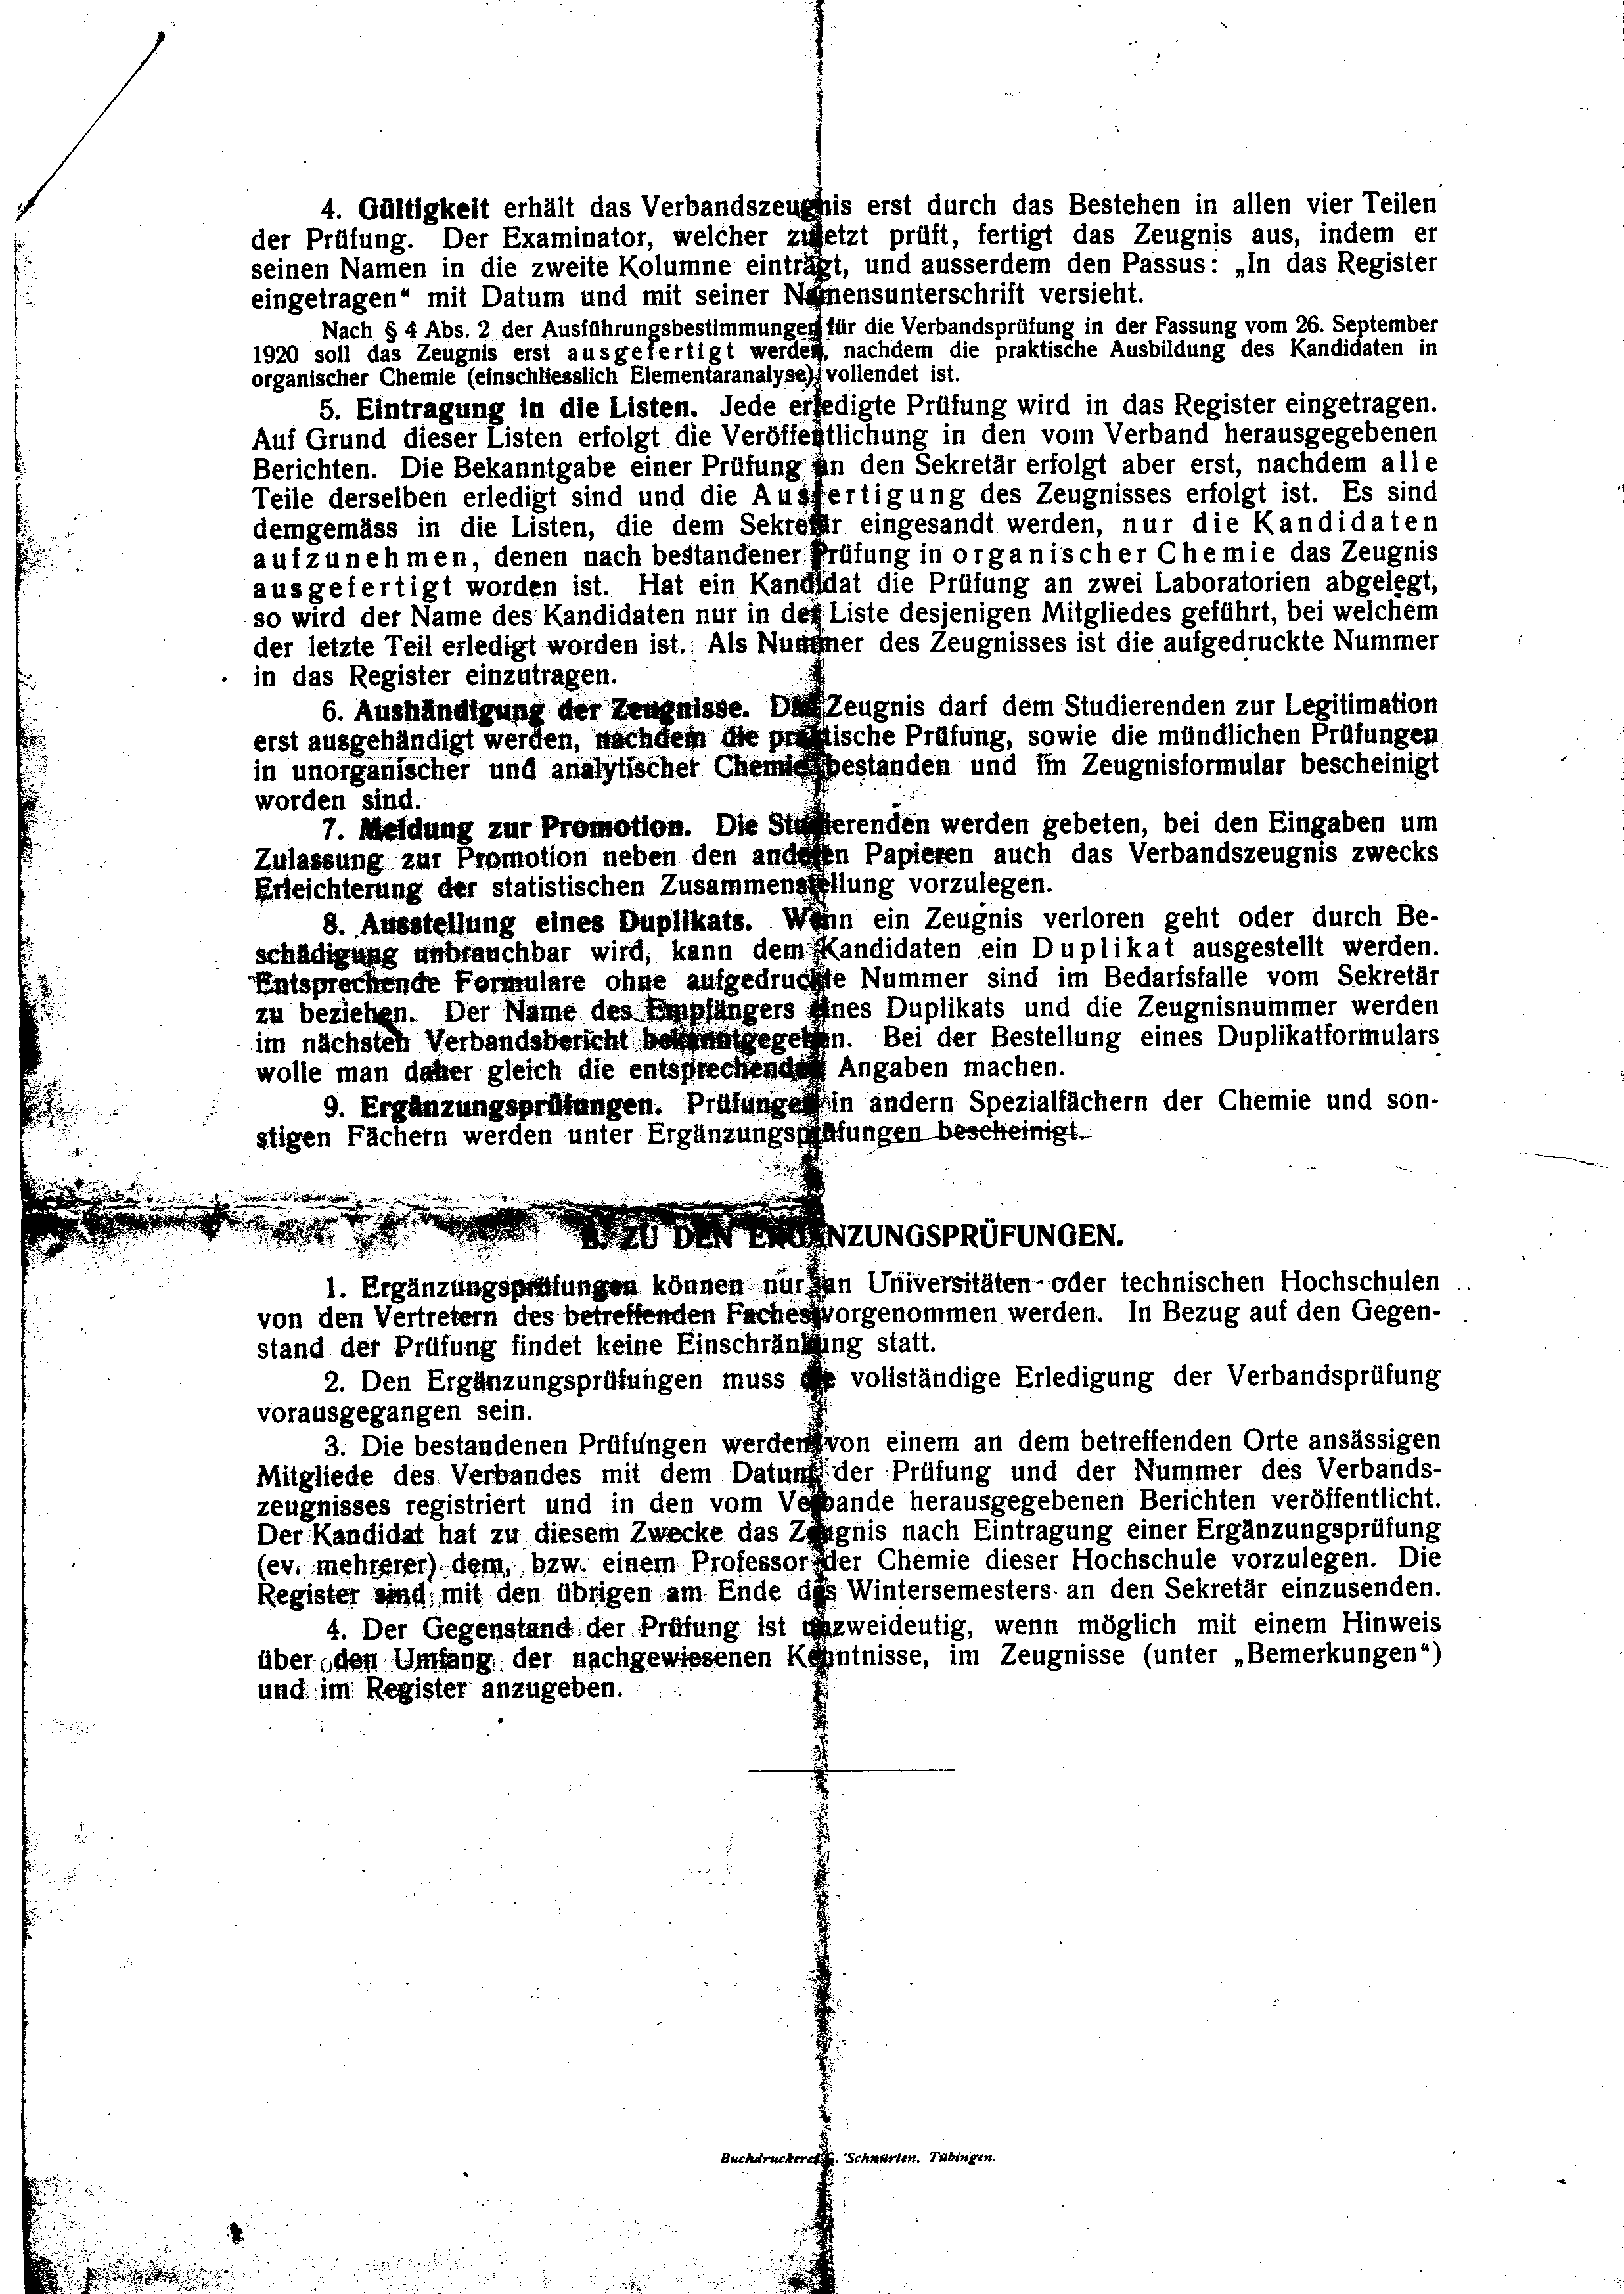 4. Gültigkeit erhält das Verbandszeugnis erst durch das Bestehen in allen vier Teilen
der Prüfung. Der Examinator, welcher zuletzt prüft, fertigt das Zeugnis aus, indem er
seinen Namen in die zweite Kolumne einträgt, und ausserdem den Passus: „In das Register
eingetragen“ mit Datum und mit seiner Namensunterschrift versieht.
Nach § 4 Abs. 2 der Ausführungsbestimmungen für die Verbandsprüfung in der Fassung vom 26. September
1920 soll das Zeugnis erst ausgefertigt werden, nachdem die praktische Ausbildung des Kandidaten in
organischer Chemie (einschliesslich Elementaranalyse) vollendet ist.
5. Eintragung in die Listen. Jede erledigte Prüfung wird in das Register eingetragen.
Auf Grund dieser Listen erfolgt die Veröffentlichung in den vom Verband herausgegebenen
Berichten. Die Bekanntgabe einer Prüfung an den Sekretär erfolgt aber erst, nachdem alle
Teile derselben erledigt sind und die Ausfertigung des Zeugnisses erfolgt ist. Es sind
demgemäss in die Listen, die dem Sekretär eingesandt werden, nur die Kandidaten
aufzunehmen, denen nach bestandener Prüfung in organischer Chemie das Zeugnis
ausgefertigt worden ist. Hat ein Kandidat die Prüfung an zwei Laboratorien abgelegt,
so wird der Name des Kandidaten nur in der Liste desjenigen Mitgliedes geführt, bei welchem
der letzte Teil erledigt worden ist. Als Nummer des Zeugnisses ist die aufgedruckte Nummer
in das Register einzutragen.
6. Aushändigung der Zeugnisse. Das Zeugnis darf dem Studierenden zur Legitimation
erst ausgehändigt werden, nachdem die praktische Prüfung, sowie die mündlichen Prüfungen
in unorganischer und analytischer Chemie bestanden und im Zeugnisformular bescheinigt
worden sind.
7. Meldung zur Promotion. Die Studierenden werden gebeten, bei den Eingaben um
Zulassung zur Promotion neben den anderen Papieren auch das Verbandszeugnis zwecks
Erleichterung der statistischen Zusammenstellung vorzulegen.
8. Ausstellung eines Duplikats. Wenn ein Zeugnis verloren geht oder durch Be-
schädigung unbrauchbar wird, kann dem Kandidaten ein Duplikat ausgestellt werden.
Entsprechende Formulare ohne aufgedruckte Nummer sind im Bedarfsfalle vom Sekretär
zu beziehen. Der Name des Empfängers eines Duplikats und die Zeugnisnummer werden
im nächsten Verbandsbericht bekanntgegeben. Bei der Bestellung eines Duplikatformulars
wolle man daher gleich die entsprechenden Angaben machen.
9. Ergänzungsprüfungen. Prüfungen in andern Spezialfächern der Chemie und son-
stigen Fächern werden unter Ergänzungsprüfungen bescheinigt.
B. ZU DEN ERGÄNZUNGSPRÜFUNGEN.
1. Ergänzungsprüfungen können nur an Universitäten oder technischen Hochschulen
von den Vertretern des betreffenden Faches vorgenommen werden. In Bezug auf den Gegen-
stand der Prüfung findet keine Einschränkung statt.
2. Den Ergänzungsprüfungen muss die vollständige Erledigung der Verbandsprüfung
vorausgegangen sein.
3. Die bestandenen Prüfungen werden von einem an dem betreffenden Orte ansässigen
Mitgliede des Verbandes mit dem Datum der Prüfung und der Nummer des Verbands-
zeugnisses registriert und in den vom Verbande herausgegebenen Berichten veröffentlicht.
Der Kandidat hat zu diesem Zwecke das Zeugnis nach Eintragung einer Ergänzungsprüfung
(ev. mehrerer) dem, bzw. einem Professor der Chemie dieser Hochschule vorzulegen. Die
Register sind mit den übrigen am Ende des Wintersemesters an den Sekretär einzusenden.
4. Der Gegenstand der Prüfung ist unzweideutig, wenn möglich mit einem Hinweis
über den Umfang der nachgewiesenen Kenntnisse, im Zeugnisse (unter „Bemerkungen“)
und im Register anzugeben.
Buchdruckerei G. Schnürlen, Tübingen.